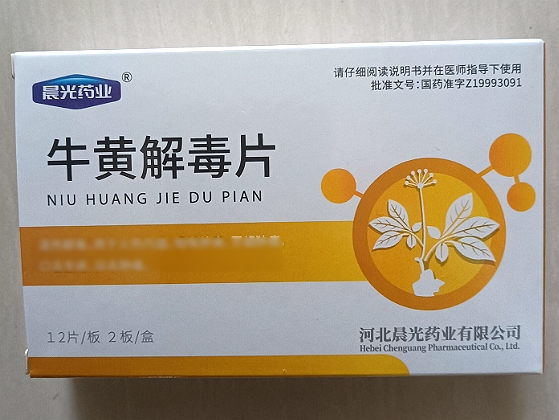 晨光药业®
请仔细阅读说明书并在医师指导下使用
批准文号:国药准字Z19993091
牛黄解毒片
NIU HUANG JIE DU PIAN
12片/板 2板/盒
河北晨光药业有限公司
Hebei Chenguang Pharmaceutical Co., Ltd.